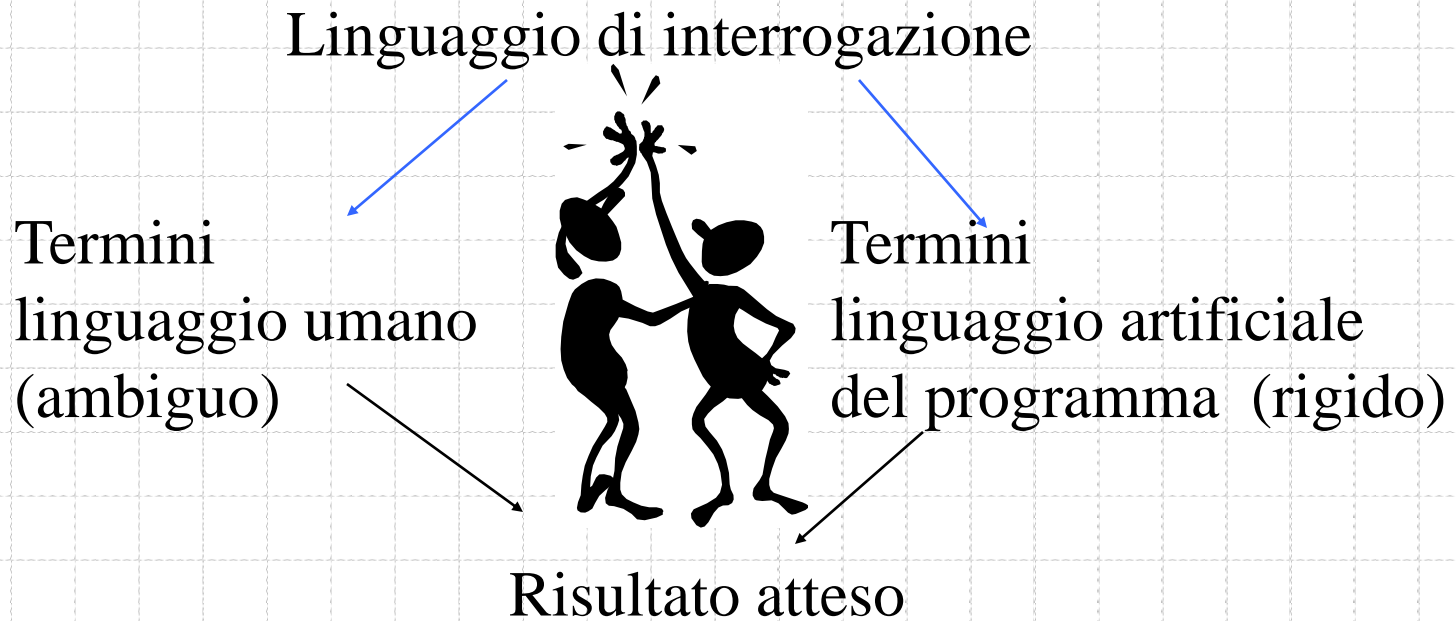 Linguaggio di interrogazione
Termini
linguaggio umano
(ambiguo)
Termini
linguaggio artificiale
del programma (rigido)
Risultato atteso